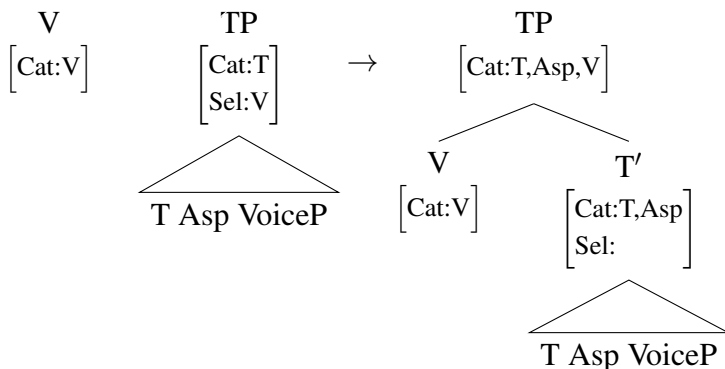 V TP → TP
[Cat:V] [Cat:T Sel:V] [Cat:T,Asp,V]
T Asp VoiceP
V T′
[Cat:V] [Cat:T,Asp Sel: ]
T Asp VoiceP